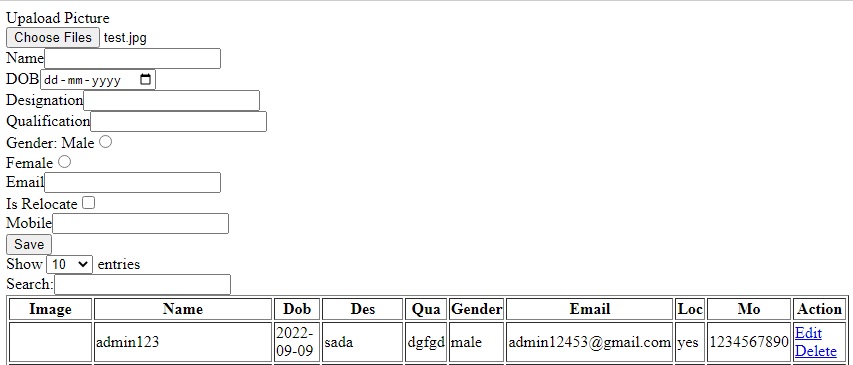 Upaload Picture
Choose Files test.jpg
Name
DOB dd-mm-yyyy
Designation
Qualification
Gender: Male
Female
Email
Is Relocate
Mobile
Save
Show 10 entries
Search:
Image Name Dob Des Qua Gender Email Loc Mo Action
admin123 2022-09-09 sada dgfgd male admin12453@gmail.com yes 1234567890 Edit Delete